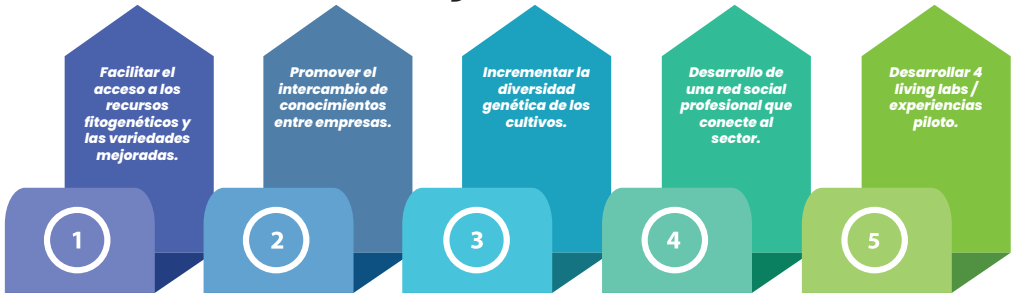 Facilitar el
acceso a los
recursos
fitogenéticos y
las variedades
mejoradas.
1
Promover el
intercambio de
conocimientos
entre empresas.
2
Incrementar la
diversidad
genética de los
cultivos.
3
Desarrollo de
una red social
profesional que
conecte al
sector.
4
Desarrollar 4
living labs /
experiencias
piloto.
5